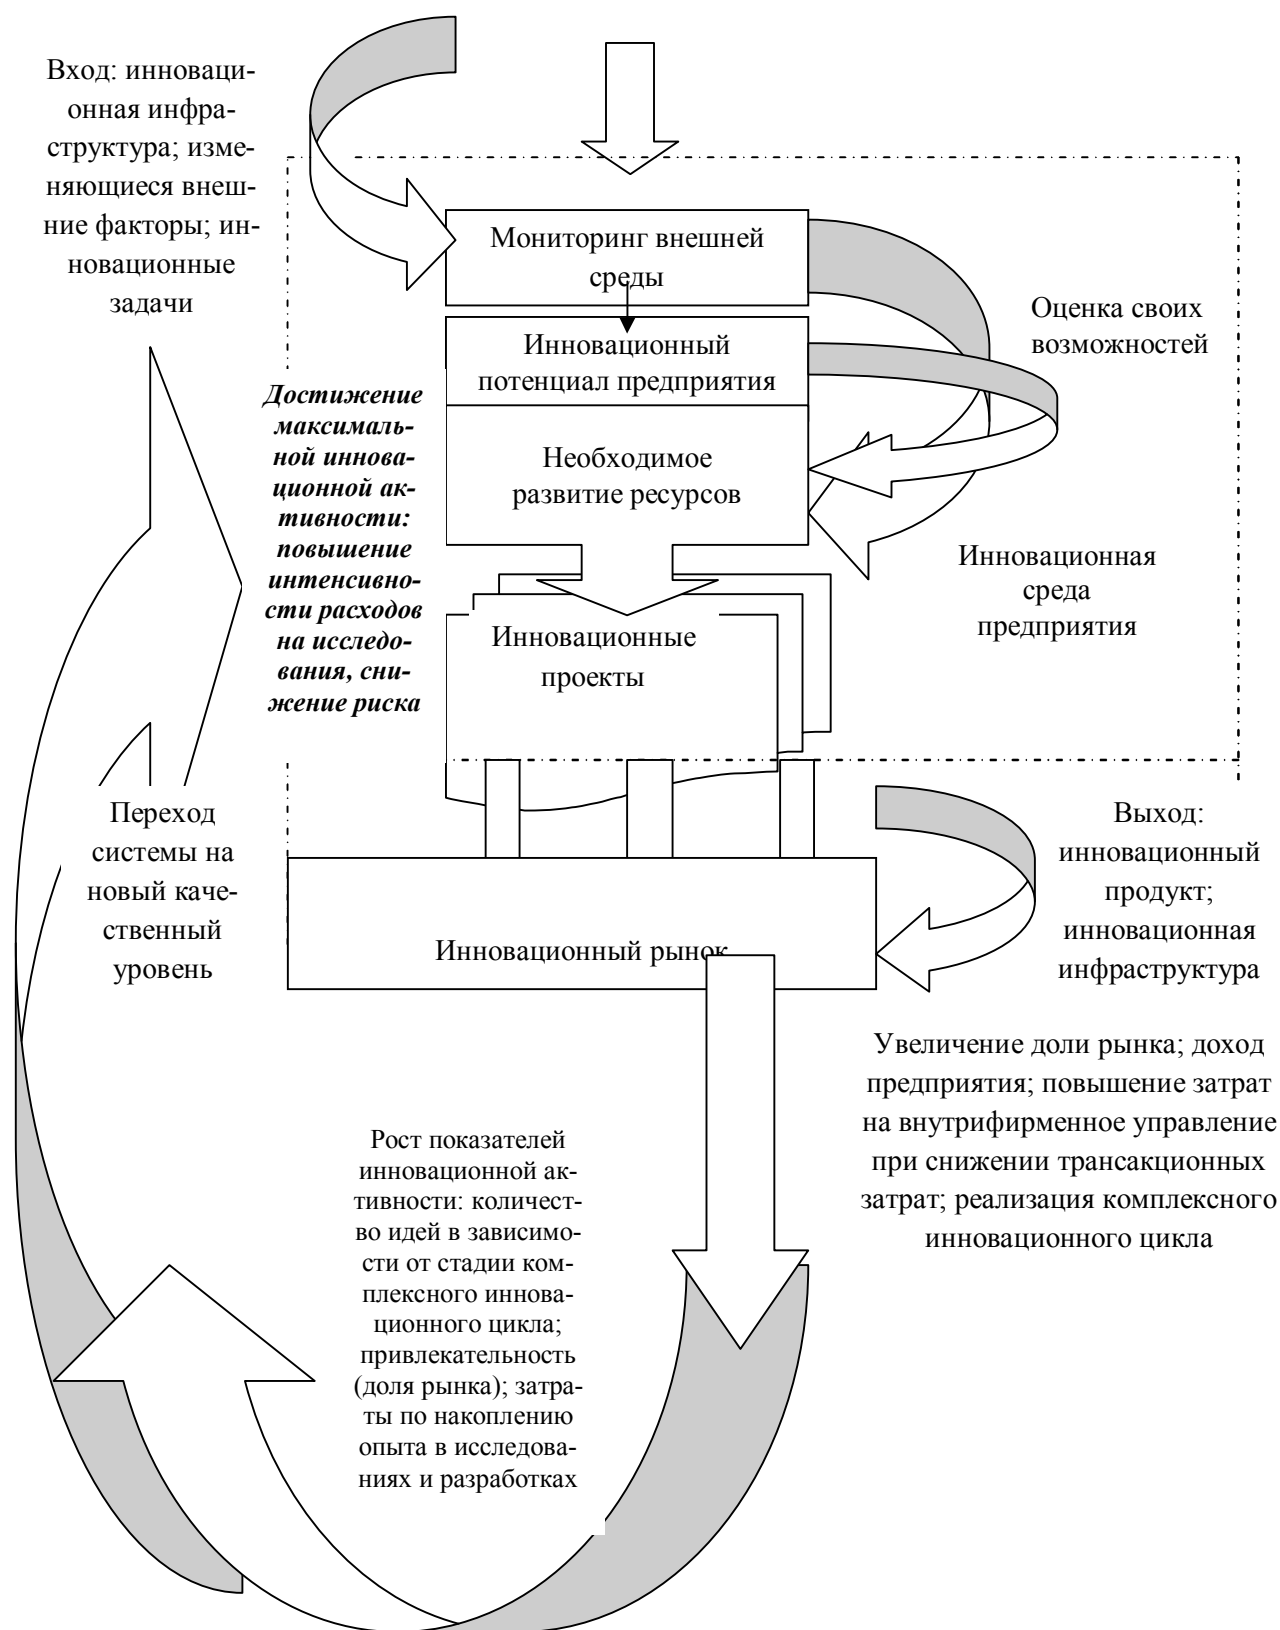 Вход: инноваци-
онная инфра-
структура; изме-
няющиеся внеш-
ние факторы; ин-
новационные
задачи
Мониторинг внешней
среды
Оценка своих
возможностей
Инновационный
потенциал предприятия
Достижение
максималь-
ной иннова-
ционной ак-
тивности:
повышение
интенсивно-
сти расходов
на исследо-
вания, сни-
жение риска
Необходимое
развитие ресурсов
Инновационная
среда
предприятия
Инновационные
проекты
Переход
системы на
новый каче-
ственный
уровень
Выход:
инновационный
продукт;
инновационная
инфраструктура
Инновационный рынок
Увеличение доли рынка; доход
предприятия; повышение затрат
на внутрифирменное управление
при снижении трансакционных
затрат; реализация комплексного
инновационного цикла
Рост показателей
инновационной ак-
тивности: количест-
во идей в зависимо-
сти от стадии ком-
плексного иннова-
ционного цикла;
привлекательность
(доля рынка); затра-
ты по накоплению
опыта в исследова-
ниях и разработках